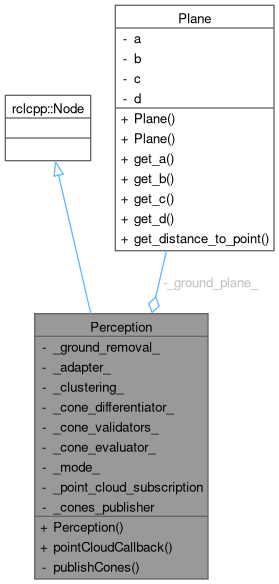 Plane
- a
- b
- c
- d
+ Plane()
+ Plane()
+ get_a()
+ get_b()
+ get_c()
+ get_d()
+ get_distance_to_point()
rclcpp::Node
-_ground_plane_
Perception
- _ground_removal_
- _adapter_
- _clustering_
- _cone_differentiator_
- _cone_validators_
- _cone_evaluator_
- _mode_
- _point_cloud_subscription
- _cones_publisher
+ Perception()
+ pointCloudCallback()
- publishCones()